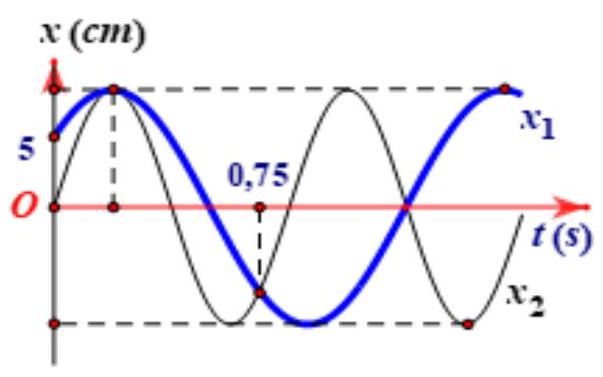 x (cm)
x₁
5
0,75
O
t (s)
x₂